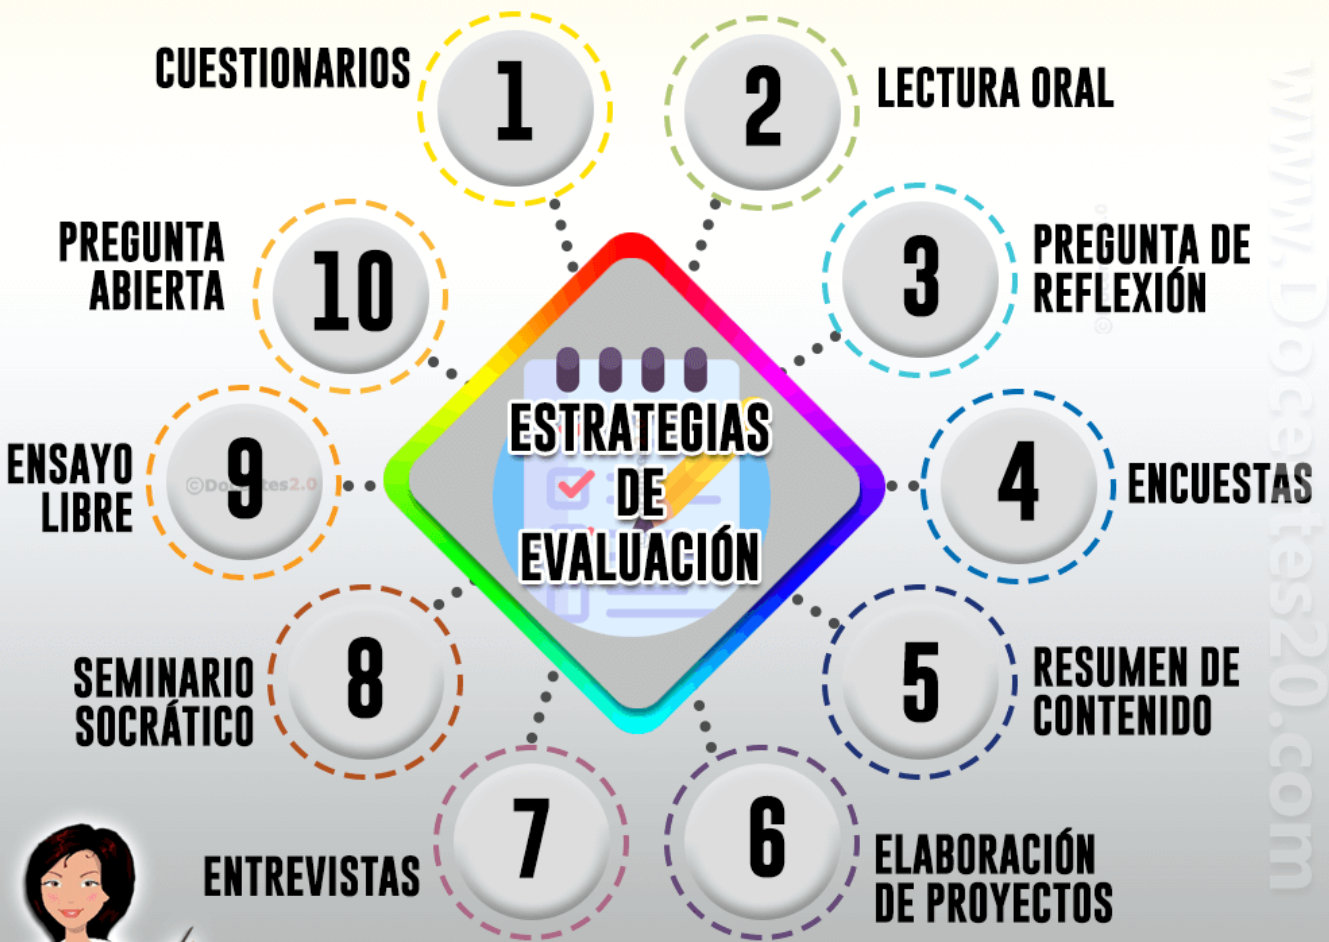 CUESTIONARIOS
1
2
LECTURA ORAL
3
PREGUNTA DE
REFLEXIÓN
4
ENCUESTAS
5
RESUMEN DE
CONTENIDO
6
ELABORACIÓN
DE PROYECTOS
7
ENTREVISTAS
8
SEMINARIO
SOCRÁTICO
9
ENSAYO
LIBRE
10
PREGUNTA
ABIERTA
ESTRATEGIAS
DE
EVALUACIÓN
www.Docentes20.com